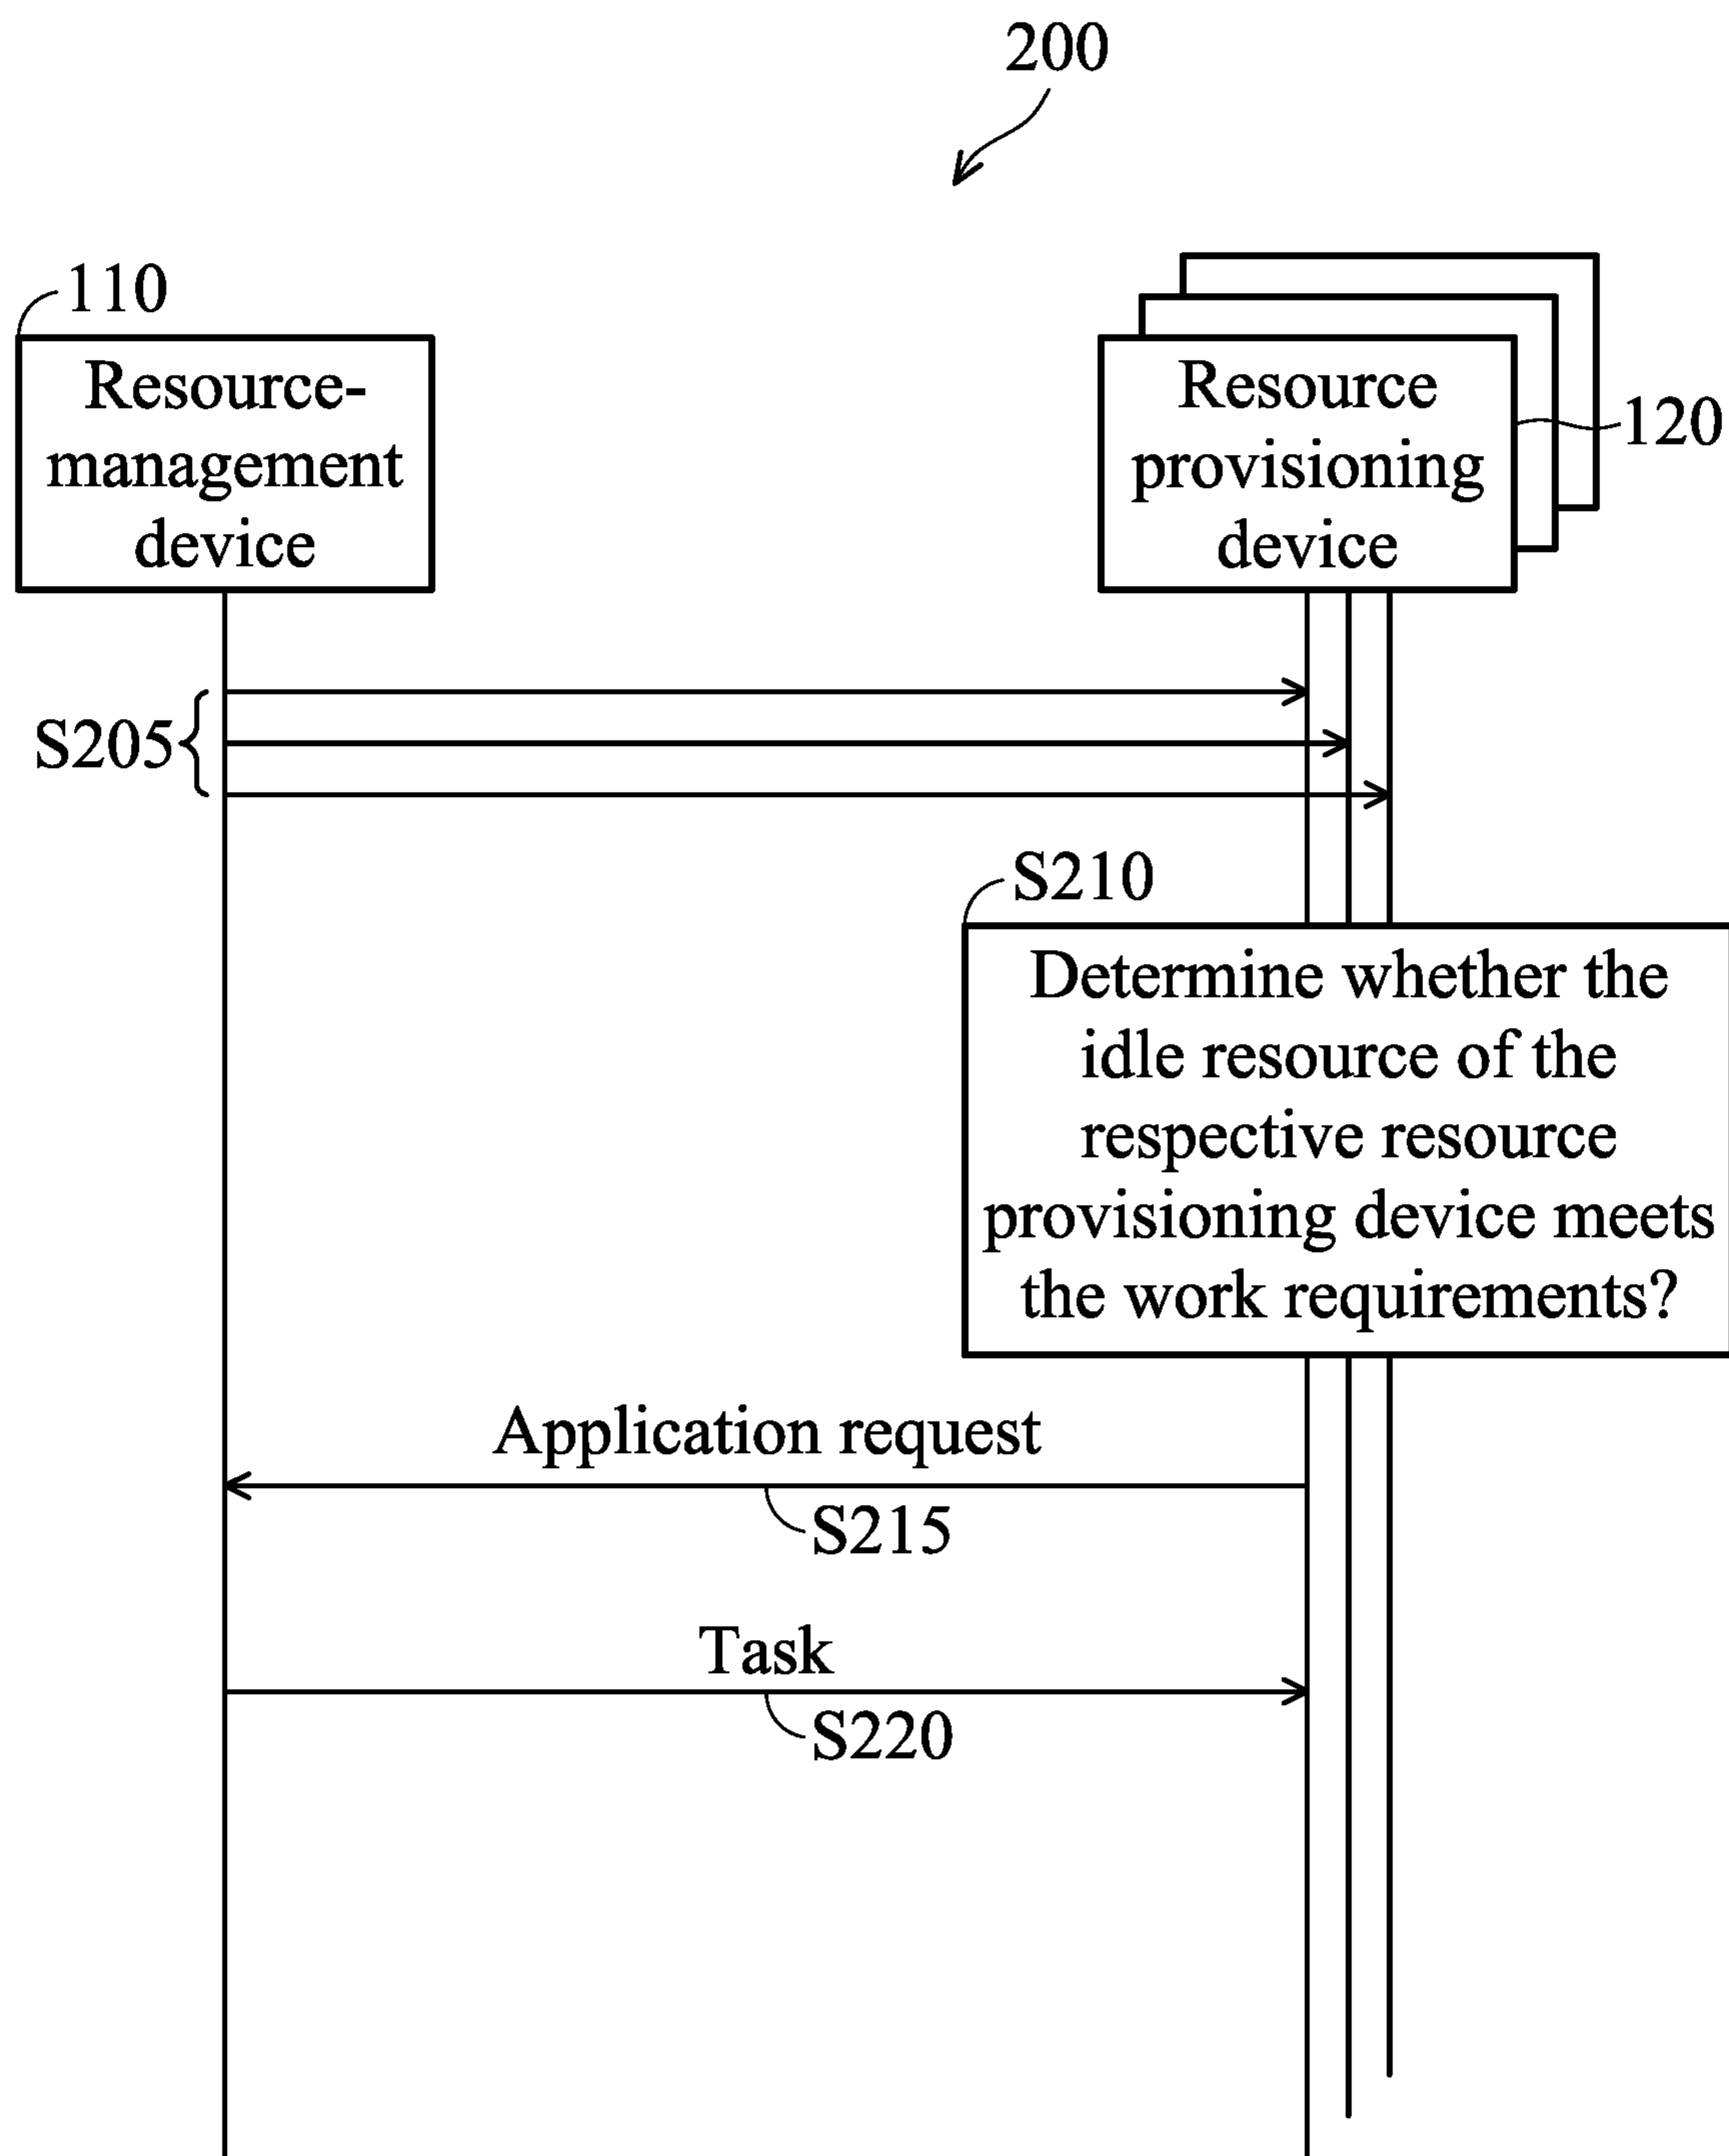 200
110
Resource-
management
device
Resource
provisioning
device
120
S205
S210
Determine whether the
idle resource of the
respective resource
provisioning device meets
the work requirements?
Application request
S215
Task
S220